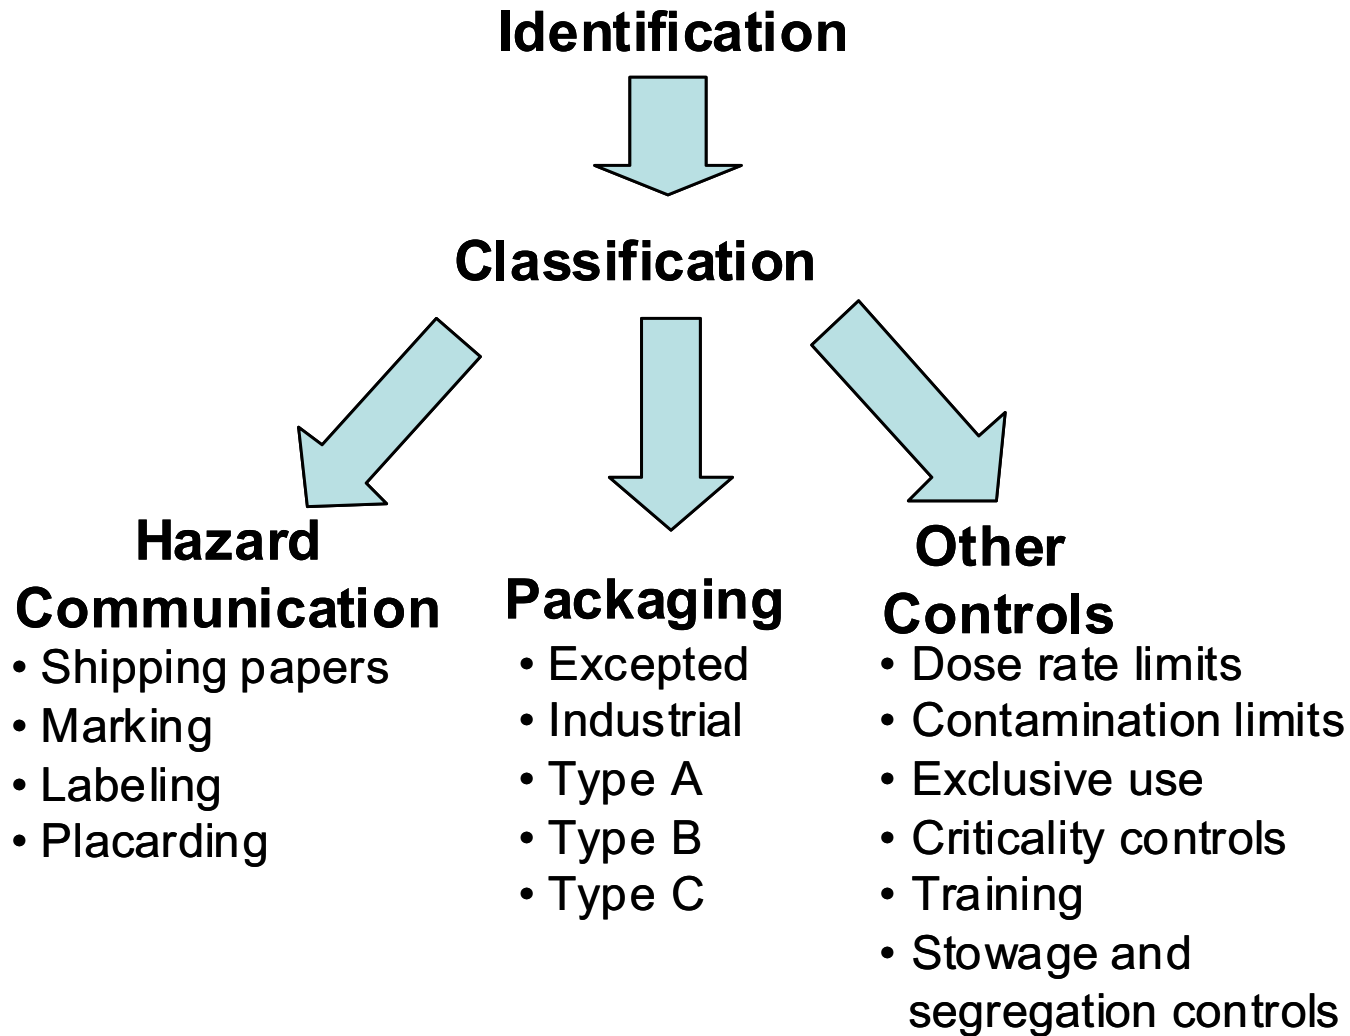 Identification
Classification
Hazard
Communication
• Shipping papers
• Marking
• Labeling
• Placarding
Packaging
• Excepted
• Industrial
• Type A
• Type B
• Type C
Other
Controls
• Dose rate limits
• Contamination limits
• Exclusive use
• Criticality controls
• Training
• Stowage and
segregation controls